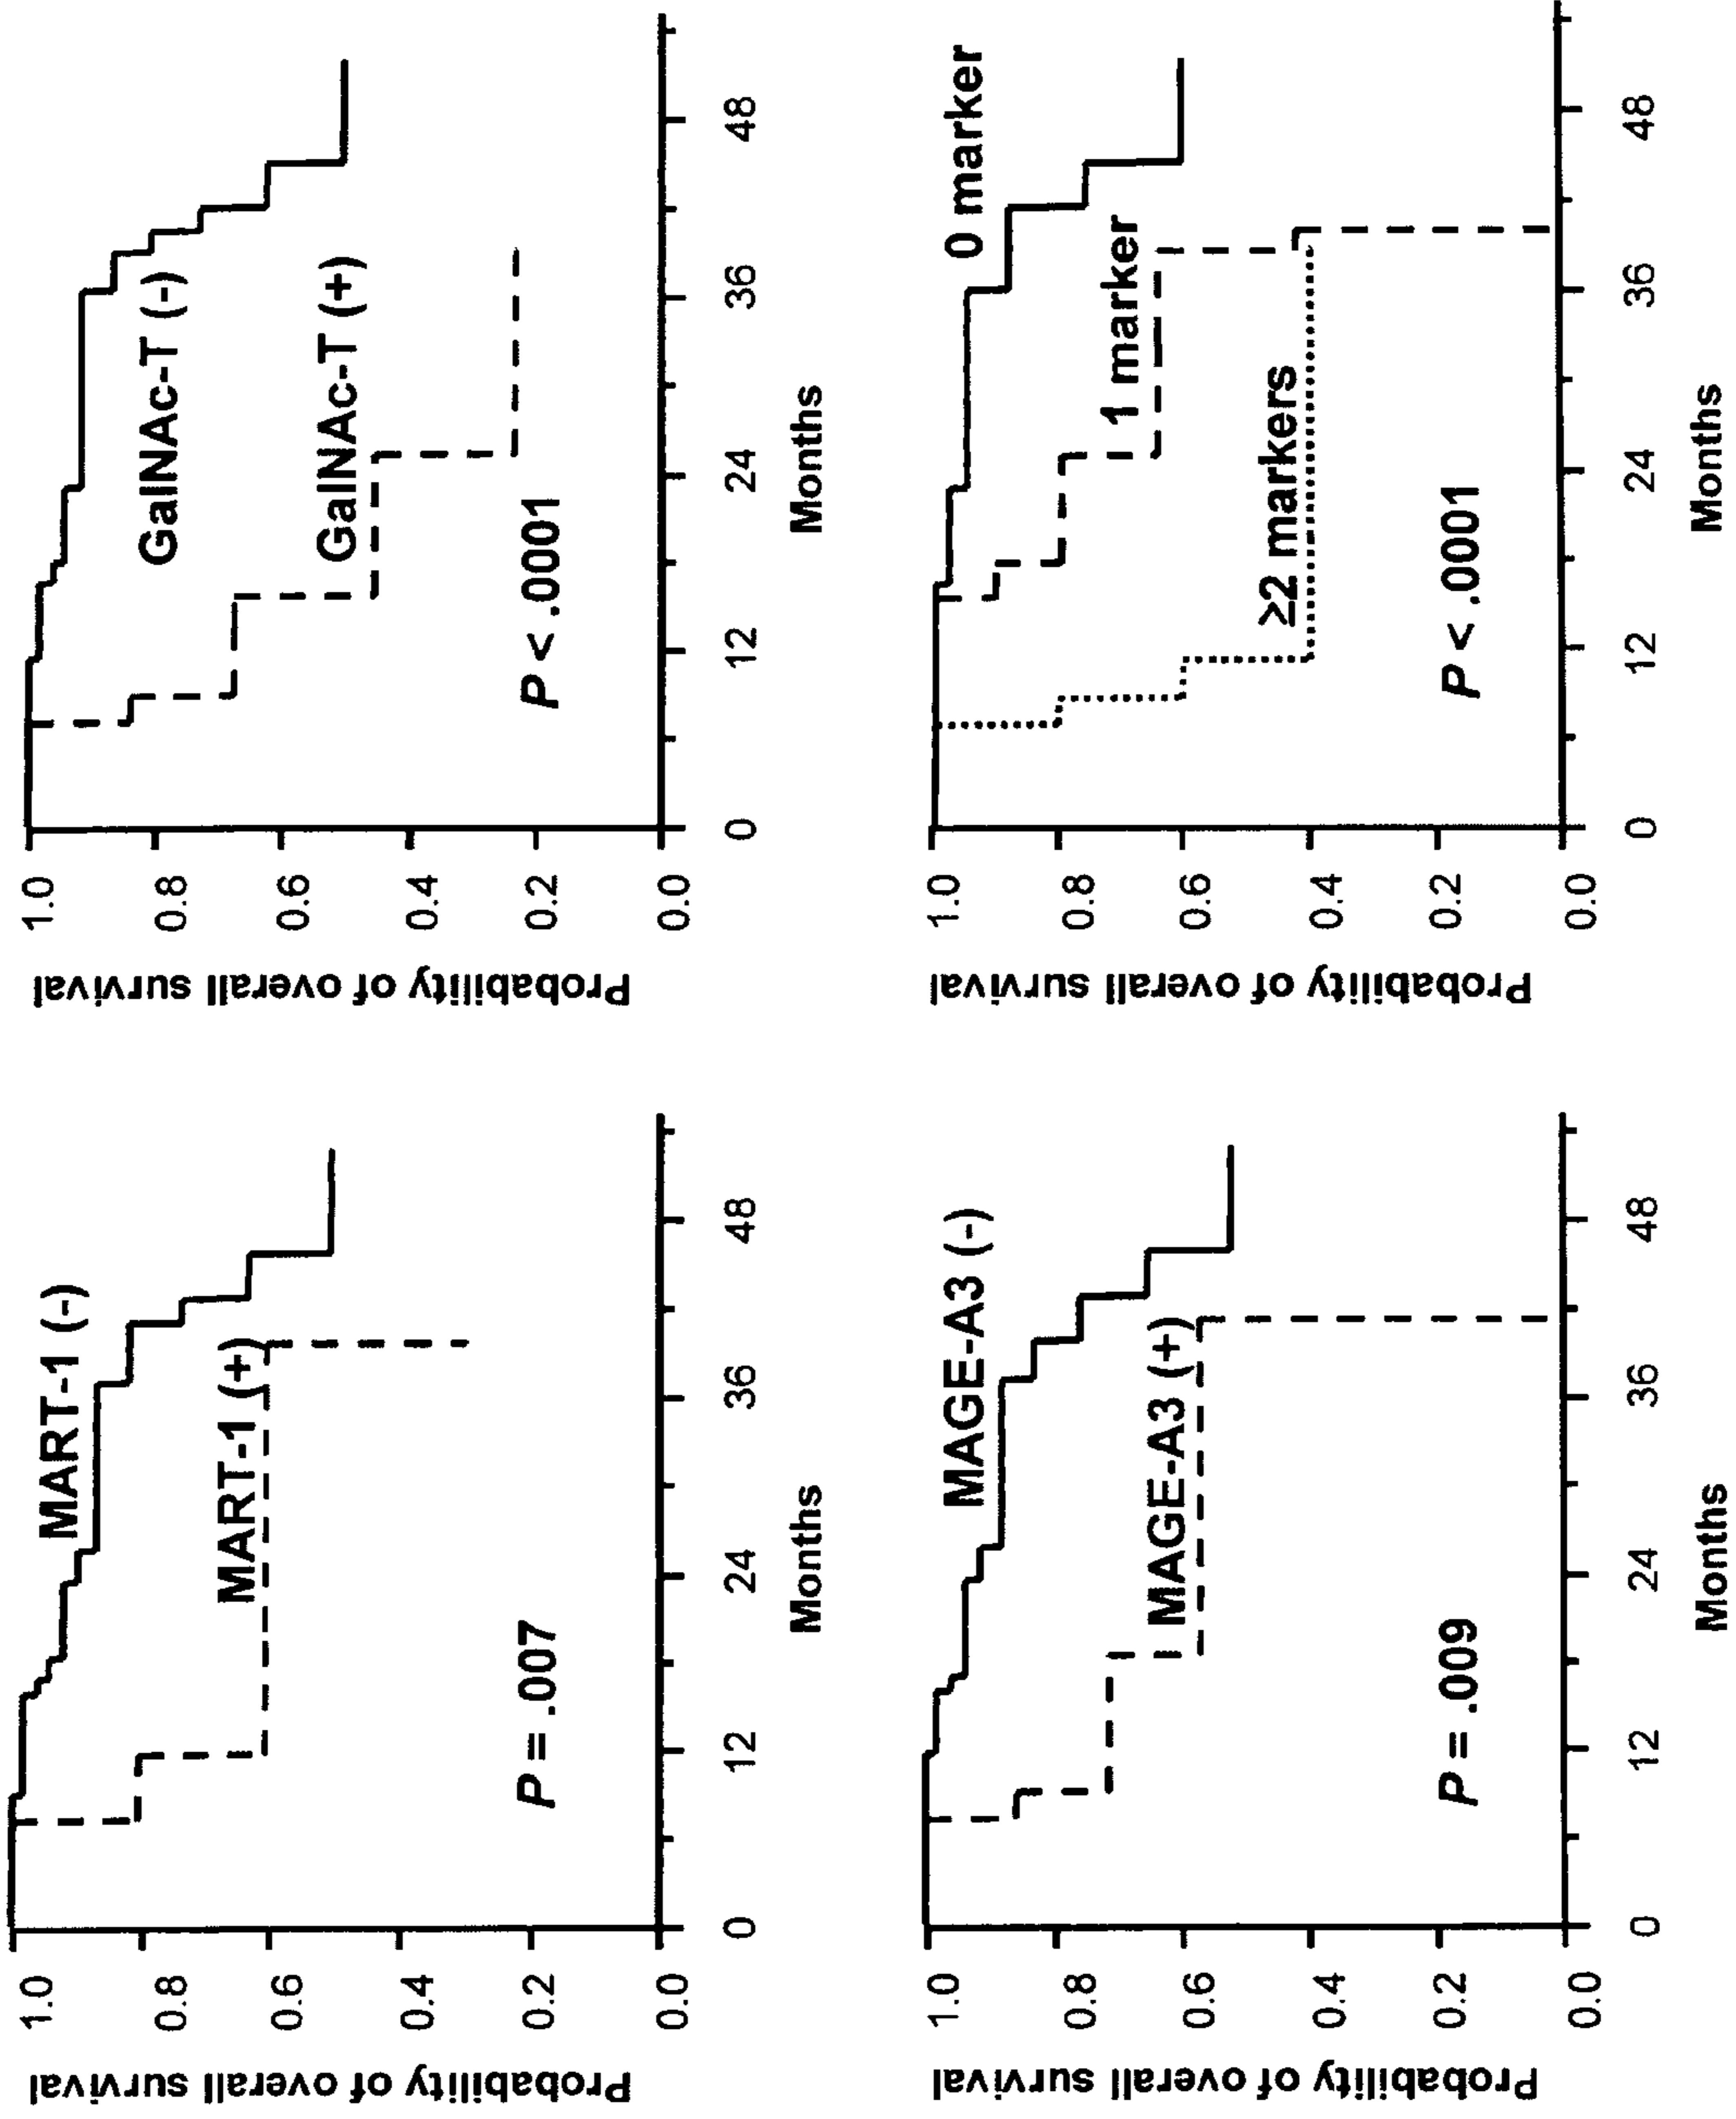 Probability of overall survival
1.0
0.8
0.6
0.4
0.2
0.0
MART-1 (-)
MART-1 (+)
P = .007
0
12
24
36
48
Months
Probability of overall survival
1.0
0.8
0.6
0.4
0.2
0.0
GalNAc-T (-)
GalNAc-T (+)
P < .0001
0
12
24
36
48
Months
Probability of overall survival
1.0
0.8
0.6
0.4
0.2
0.0
MAGE-A3 (-)
MAGE-A3 (+)
P = .009
0
12
24
36
48
Months
Probability of overall survival
1.0
0.8
0.6
0.4
0.2
0.0
0 marker
1 marker
≥2 markers
P < .0001
0
12
24
36
48
Months